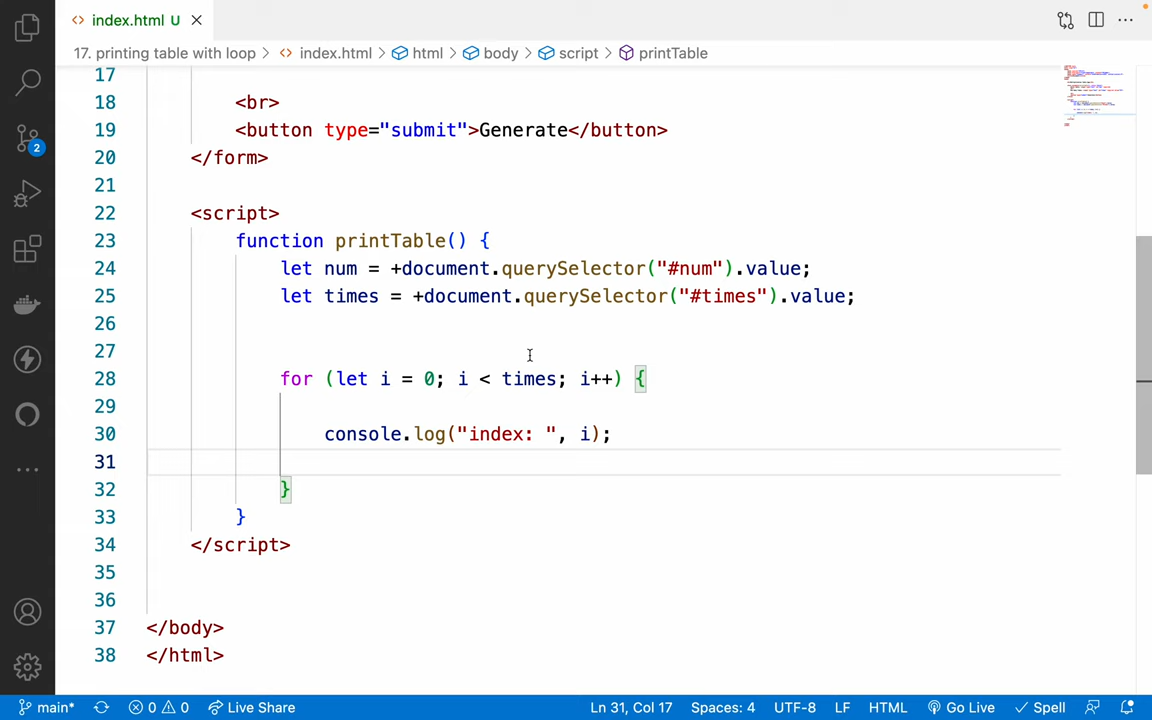 index.html U
17. printing table with loop > index.html > html > body > script > printTable
17
18 <br>
19 <button type="submit">Generate</button>
20 </form>
21
22 <script>
23 function printTable() {
24 let num = +document.querySelector("#num").value;
25 let times = +document.querySelector("#times").value;
26
27
28 for (let i = 0; i < times; i++) {
29
30 console.log("index: ", i);
31
32 }
33 }
34 </script>
35
36
37 </body>
38 </html>
2
main* 0 0 Live Share Ln 31, Col 17 Spaces: 4 UTF-8 LF HTML Go Live Spell